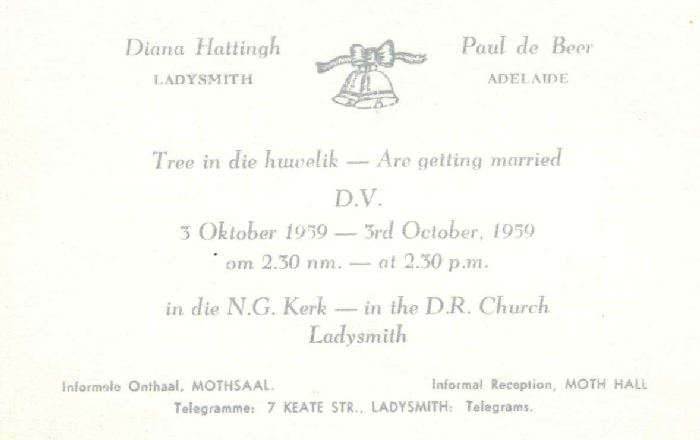 Diana Hattingh Paul de Beer
LADYSMITH ADELAIDE
Tree in die huwelik — Are getting married
D.V.
3 Oktober 1959 — 3rd October, 1959
om 2.30 nm. — at 2.30 p.m.
in die N.G. Kerk — in the D.R. Church
Ladysmith
Informele Onthaal, MOTHSAAL. Informal Reception, MOTH HALL
Telegramme: 7 KEATE STR., LADYSMITH: Telegrams.